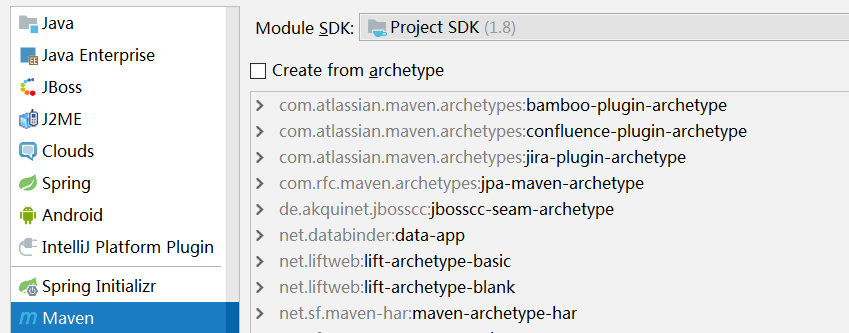 Java
Java Enterprise
JBoss
J2ME
Clouds
Spring
Android
IntelliJ Platform Plugin
Spring Initializr
Maven
Module SDK: Project SDK (1.8)
Create from archetype
com.atlassian.maven.archetypes:bamboo-plugin-archetype
com.atlassian.maven.archetypes:confluence-plugin-archetype
com.atlassian.maven.archetypes:jira-plugin-archetype
com.rfc.maven.archetypes:jpa-maven-archetype
de.akquinet.jbosscc:jbosscc-seam-archetype
net.databinder:data-app
net.liftweb:lift-archetype-basic
net.liftweb:lift-archetype-blank
net.sf.maven-har:maven-archetype-har